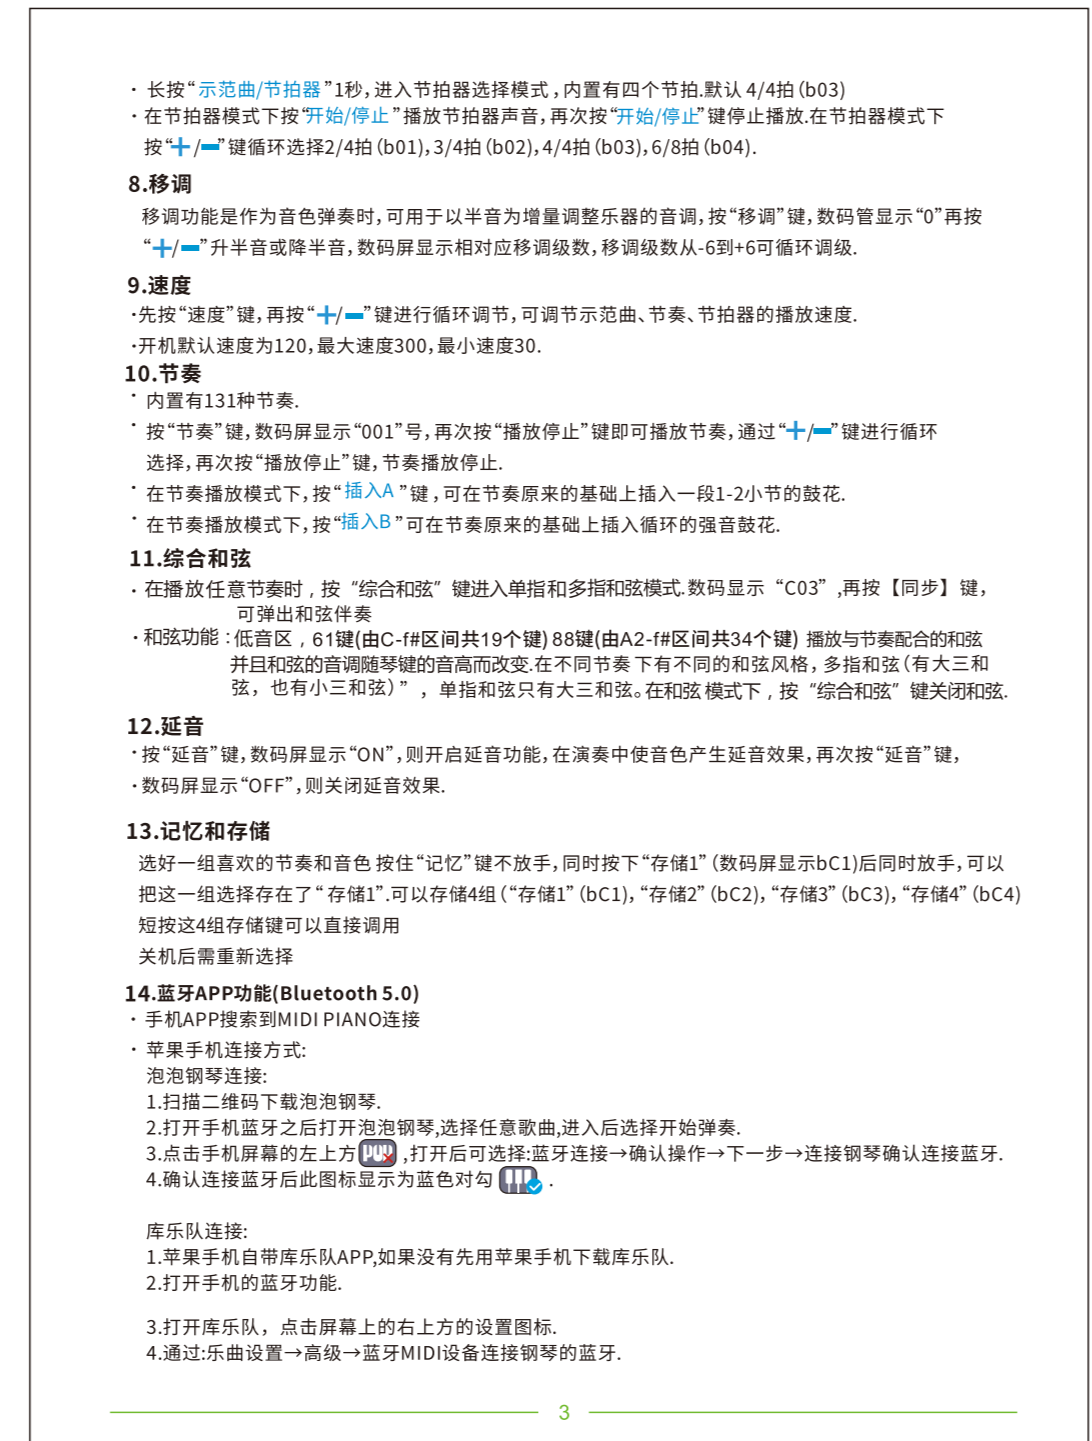 · 长按“示范曲/节拍器”1秒，进入节拍器选择模式，内置有四个节拍.默认 4/4拍（b03)
· 在节拍器模式下按“开始/停止”播放节拍器声音，再次按“开始/停止”键停止播放.在节拍器模式下
按“+/-”键循环选择2/4拍（b01)，3/4拍（b02)，4/4拍（b03)，6/8拍（b04).
8.移调
移调功能是作为音色弹奏时，可用于以半音为增量调整乐器的音调，按“移调”键，数码管显示“0”再按
“+/-”升半音或降半音，数码屏显示相对应移调级数，移调级数从-6到+6可循环调级.
9.速度
·先按“速度”键，再按“+/-”键进行循环调节，可调节示范曲、节奏、节拍器的播放速度.
·开机默认速度为120，最大速度300，最小速度30.
10.节奏
· 内置有131种节奏.
· 按“节奏”键，数码屏显示“001”号，再次按“播放停止”键即可播放节奏，通过“+/-”键进行循环
选择，再次按“播放停止”键，节奏播放停止.
· 在节奏播放模式下，按“插入A”键，可在节奏原来的基础上插入一段1-2小节的鼓花.
· 在节奏播放模式下，按“插入B”可在节奏原来的基础上插入循环的强音鼓花.
11.综合和弦
· 在播放任意节奏时，按“综合和弦”键进入单指和多指和弦模式.数码显示“C03”,再按【同步】键，
可弹出和弦伴奏
· 和弦功能：低音区，61键(由C-f#区间共19个键) 88键(由A2-f#区间共34个键) 播放与节奏配合的和弦
并且和弦的音调随琴键的音高而改变.在不同节奏下有不同的和弦风格，多指和弦（有大三和
弦，也有小三和弦）”，单指和弦只有大三和弦。在和弦模式下，按“综合和弦”键关闭和弦.
12.延音
·按“延音”键，数码屏显示“ON”，则开启延音功能，在演奏中使音色产生延音效果，再次按“延音”键，
·数码屏显示“OFF”，则关闭延音效果.
13.记忆和存储
选好一组喜欢的节奏和音色 按住“记忆”键不放手，同时按下“存储1”（数码屏显示bC1)后同时放手，可以
把这一组选择存在了“存储1”.可以存储4组（“存储1”（bC1)，“存储2”（bC2)，“存储3”（bC3)，“存储4”（bC4)
短按这4组存储键可以直接调用
关机后需重新选择
14.蓝牙APP功能(Bluetooth 5.0)
· 手机APP搜索到MIDI PIANO连接
· 苹果手机连接方式:
泡泡钢琴连接:
1.扫描二维码下载泡泡钢琴.
2.打开手机蓝牙之后打开泡泡钢琴,选择任意歌曲,进入后选择开始弹奏.
3.点击手机屏幕的左上方 ,打开后可选择:蓝牙连接→确认操作→下一步→连接钢琴确认连接蓝牙.
4.确认连接蓝牙后此图标显示为蓝色对勾 .
库乐队连接:
1.苹果手机自带库乐队APP,如果没有先用苹果手机下载库乐队.
2.打开手机的蓝牙功能.
3.打开库乐队，点击屏幕上的右上方的设置图标.
4.通过:乐曲设置→高级→蓝牙MIDI设备连接钢琴的蓝牙.
3